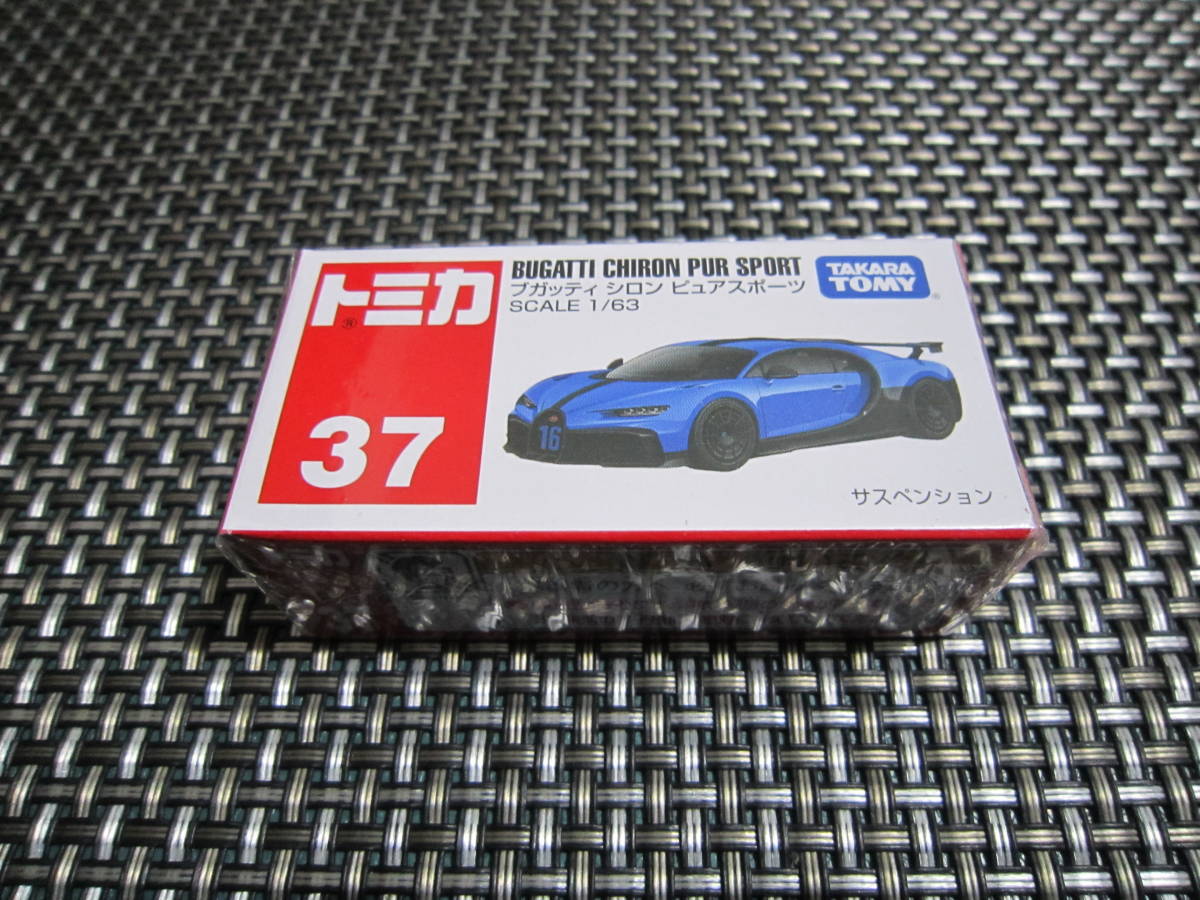 トミカ
®
37
BUGATTI CHIRON PUR SPORT
ブガッティ シロン ピュアスポーツ
SCALE 1/63
TAKARA
TOMY
®
16
サスペンション